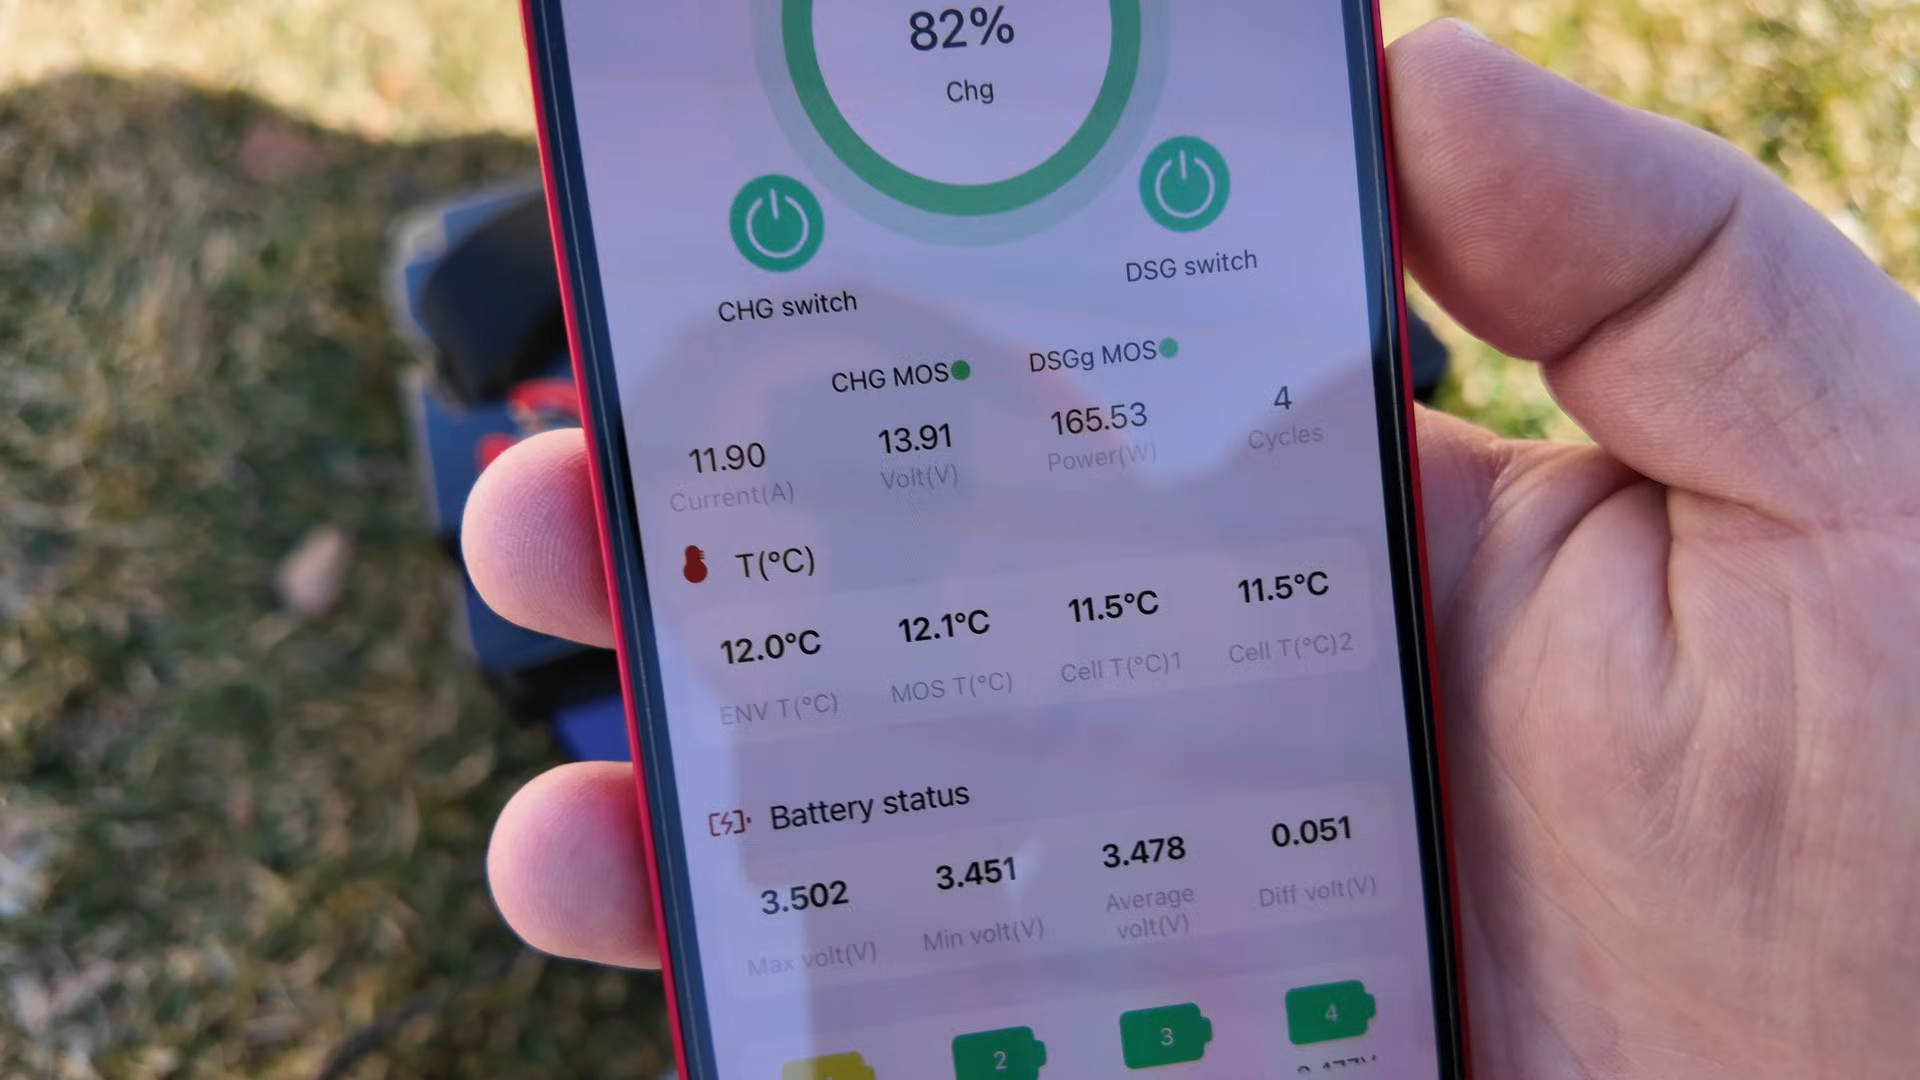 82%
Chg
CHG switch
DSG switch
CHG MOS
DSGg MOS
11.90
13.91
165.53
4
Current(A)
Volt(V)
Power(W)
Cycles
T(°C)
12.0°C
12.1°C
11.5°C
11.5°C
ENV T(°C)
MOS T(°C)
Cell T(°C)1
Cell T(°C)2
Battery status
3.502
3.451
3.478
0.051
Max volt(V)
Min volt(V)
Average
volt(V)
Diff volt(V)
2
3
4